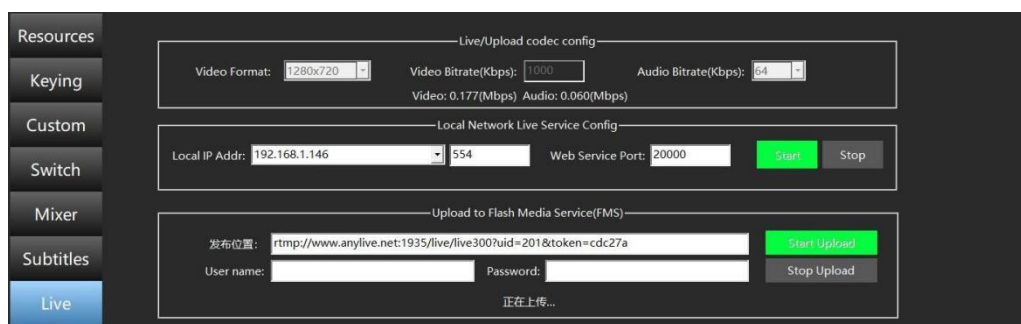 Resources
Keying
Custom
Switch
Mixer
Subtitles
Live
Live/Upload codec config
Video Format: 1280x720 Video Bitrate(Kbps): 1000 Audio Bitrate(Kbps): 64
Video: 0.177(Mbps) Audio: 0.060(Mbps)
Local Network Live Service Config
Local IP Addr: 192.168.1.146 554 Web Service Port: 20000 Start Stop
Upload to Flash Media Service(FMS)
发布位置: rtmp://www.anylive.net:1935/live/live300?uid=201&token=cdc27a Start Upload
User name: Password: Stop Upload
正在上传...